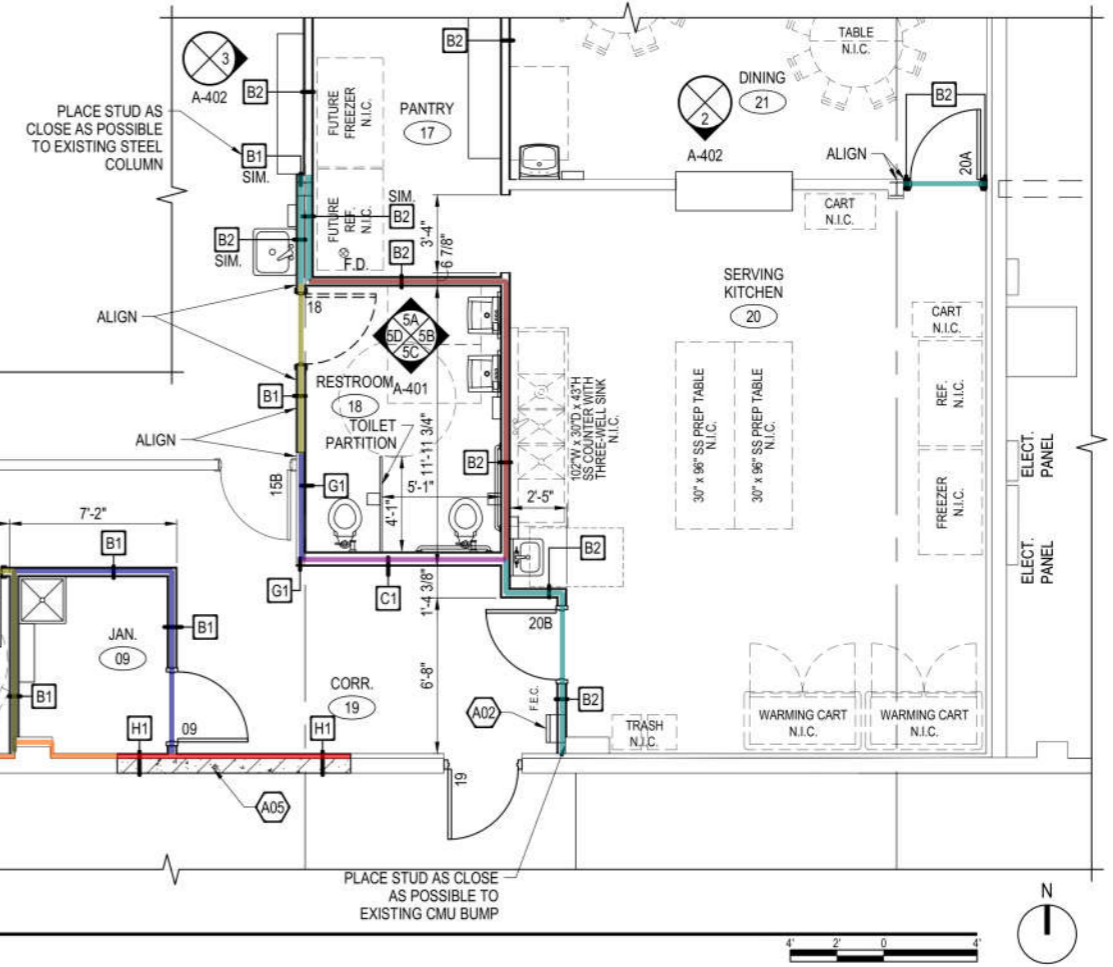 3
A-402
B2
PLACE STUD AS
CLOSE AS POSSIBLE
TO EXISTING STEEL
COLUMN
B1
SIM.
FUTURE
FREEZER
N.I.C.
PANTRY
17
B2
TABLE
N.I.C.
DINING
21
2
A-402
B2
ALIGN
20A
FUTURE
REF.
N.I.C.
SIM.
B2
B2
SIM.
F.D.
B2
3'-4"
6 7/8"
CART
N.I.C.
SERVING
KITCHEN
20
ALIGN
18
5A
5D
5B
5C
A-401
RESTROOM
18
B1
TOILET
PARTITION
11'-11 3/4"
ALIGN
CART
N.I.C.
REF.
N.I.C.
FREEZER
N.I.C.
ELECT.
PANEL
ELECT.
PANEL
30" x 96" SS PREP TABLE
N.I.C.
30" x 96" SS PREP TABLE
N.I.C.
102"W x 30"D x 43"H
SS COUNTER WITH
THREE-WELL SINK
N.I.C.
B2
G1
15B
5'-1"
4'-1"
2'-5"
7'-2"
B1
B2
G1
C1
1'-4 3/8"
JAN.
09
B1
B1
20B
CORR.
19
6'-8"
F.E.C.
A02
B2
H1
09
H1
TRASH
N.I.C.
WARMING CART
N.I.C.
WARMING CART
N.I.C.
A05
19
PLACE STUD AS CLOSE
AS POSSIBLE TO
EXISTING CMU BUMP
N
4' 2' 0 4'